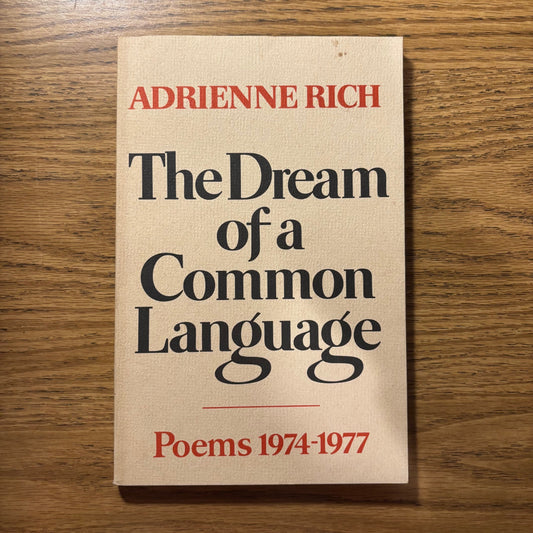 ADRIENNE RICH
The Dream
of a
Common
Language
Poems 1974-1977